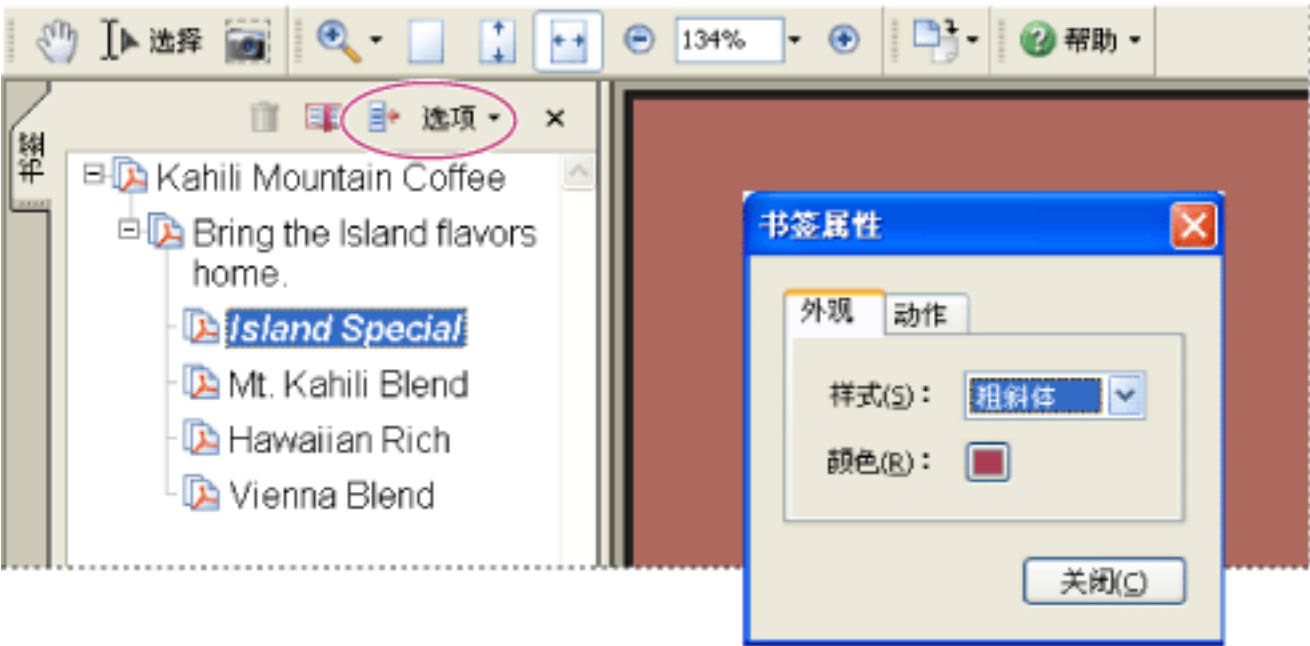 选择 134% 帮助
选项
书签
Kahili Mountain Coffee
Bring the Island flavors
home.
Island Special
Mt. Kahili Blend
Hawaiian Rich
Vienna Blend
书签属性
外观 动作
样式(S)： 粗斜体
颜色(R)：
关闭(C)